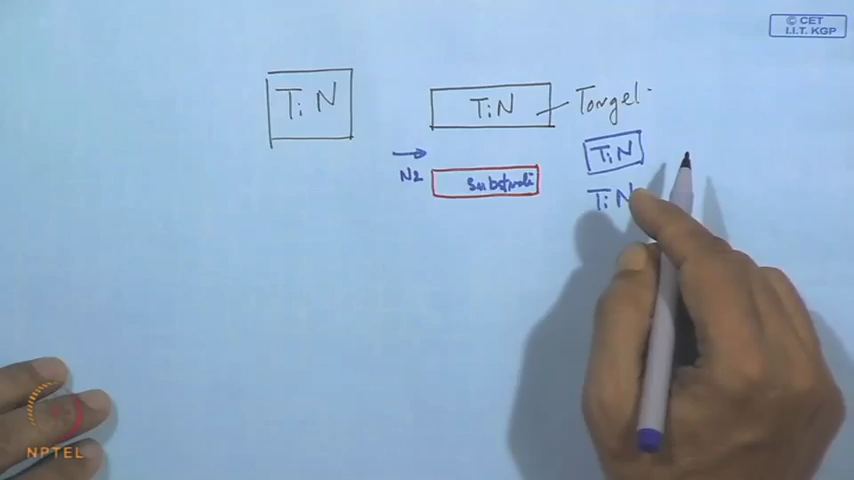 © CET
I.I.T. KGP
TiN
TiN
Target
TiN
N2
Substrate
TiN
NPTEL